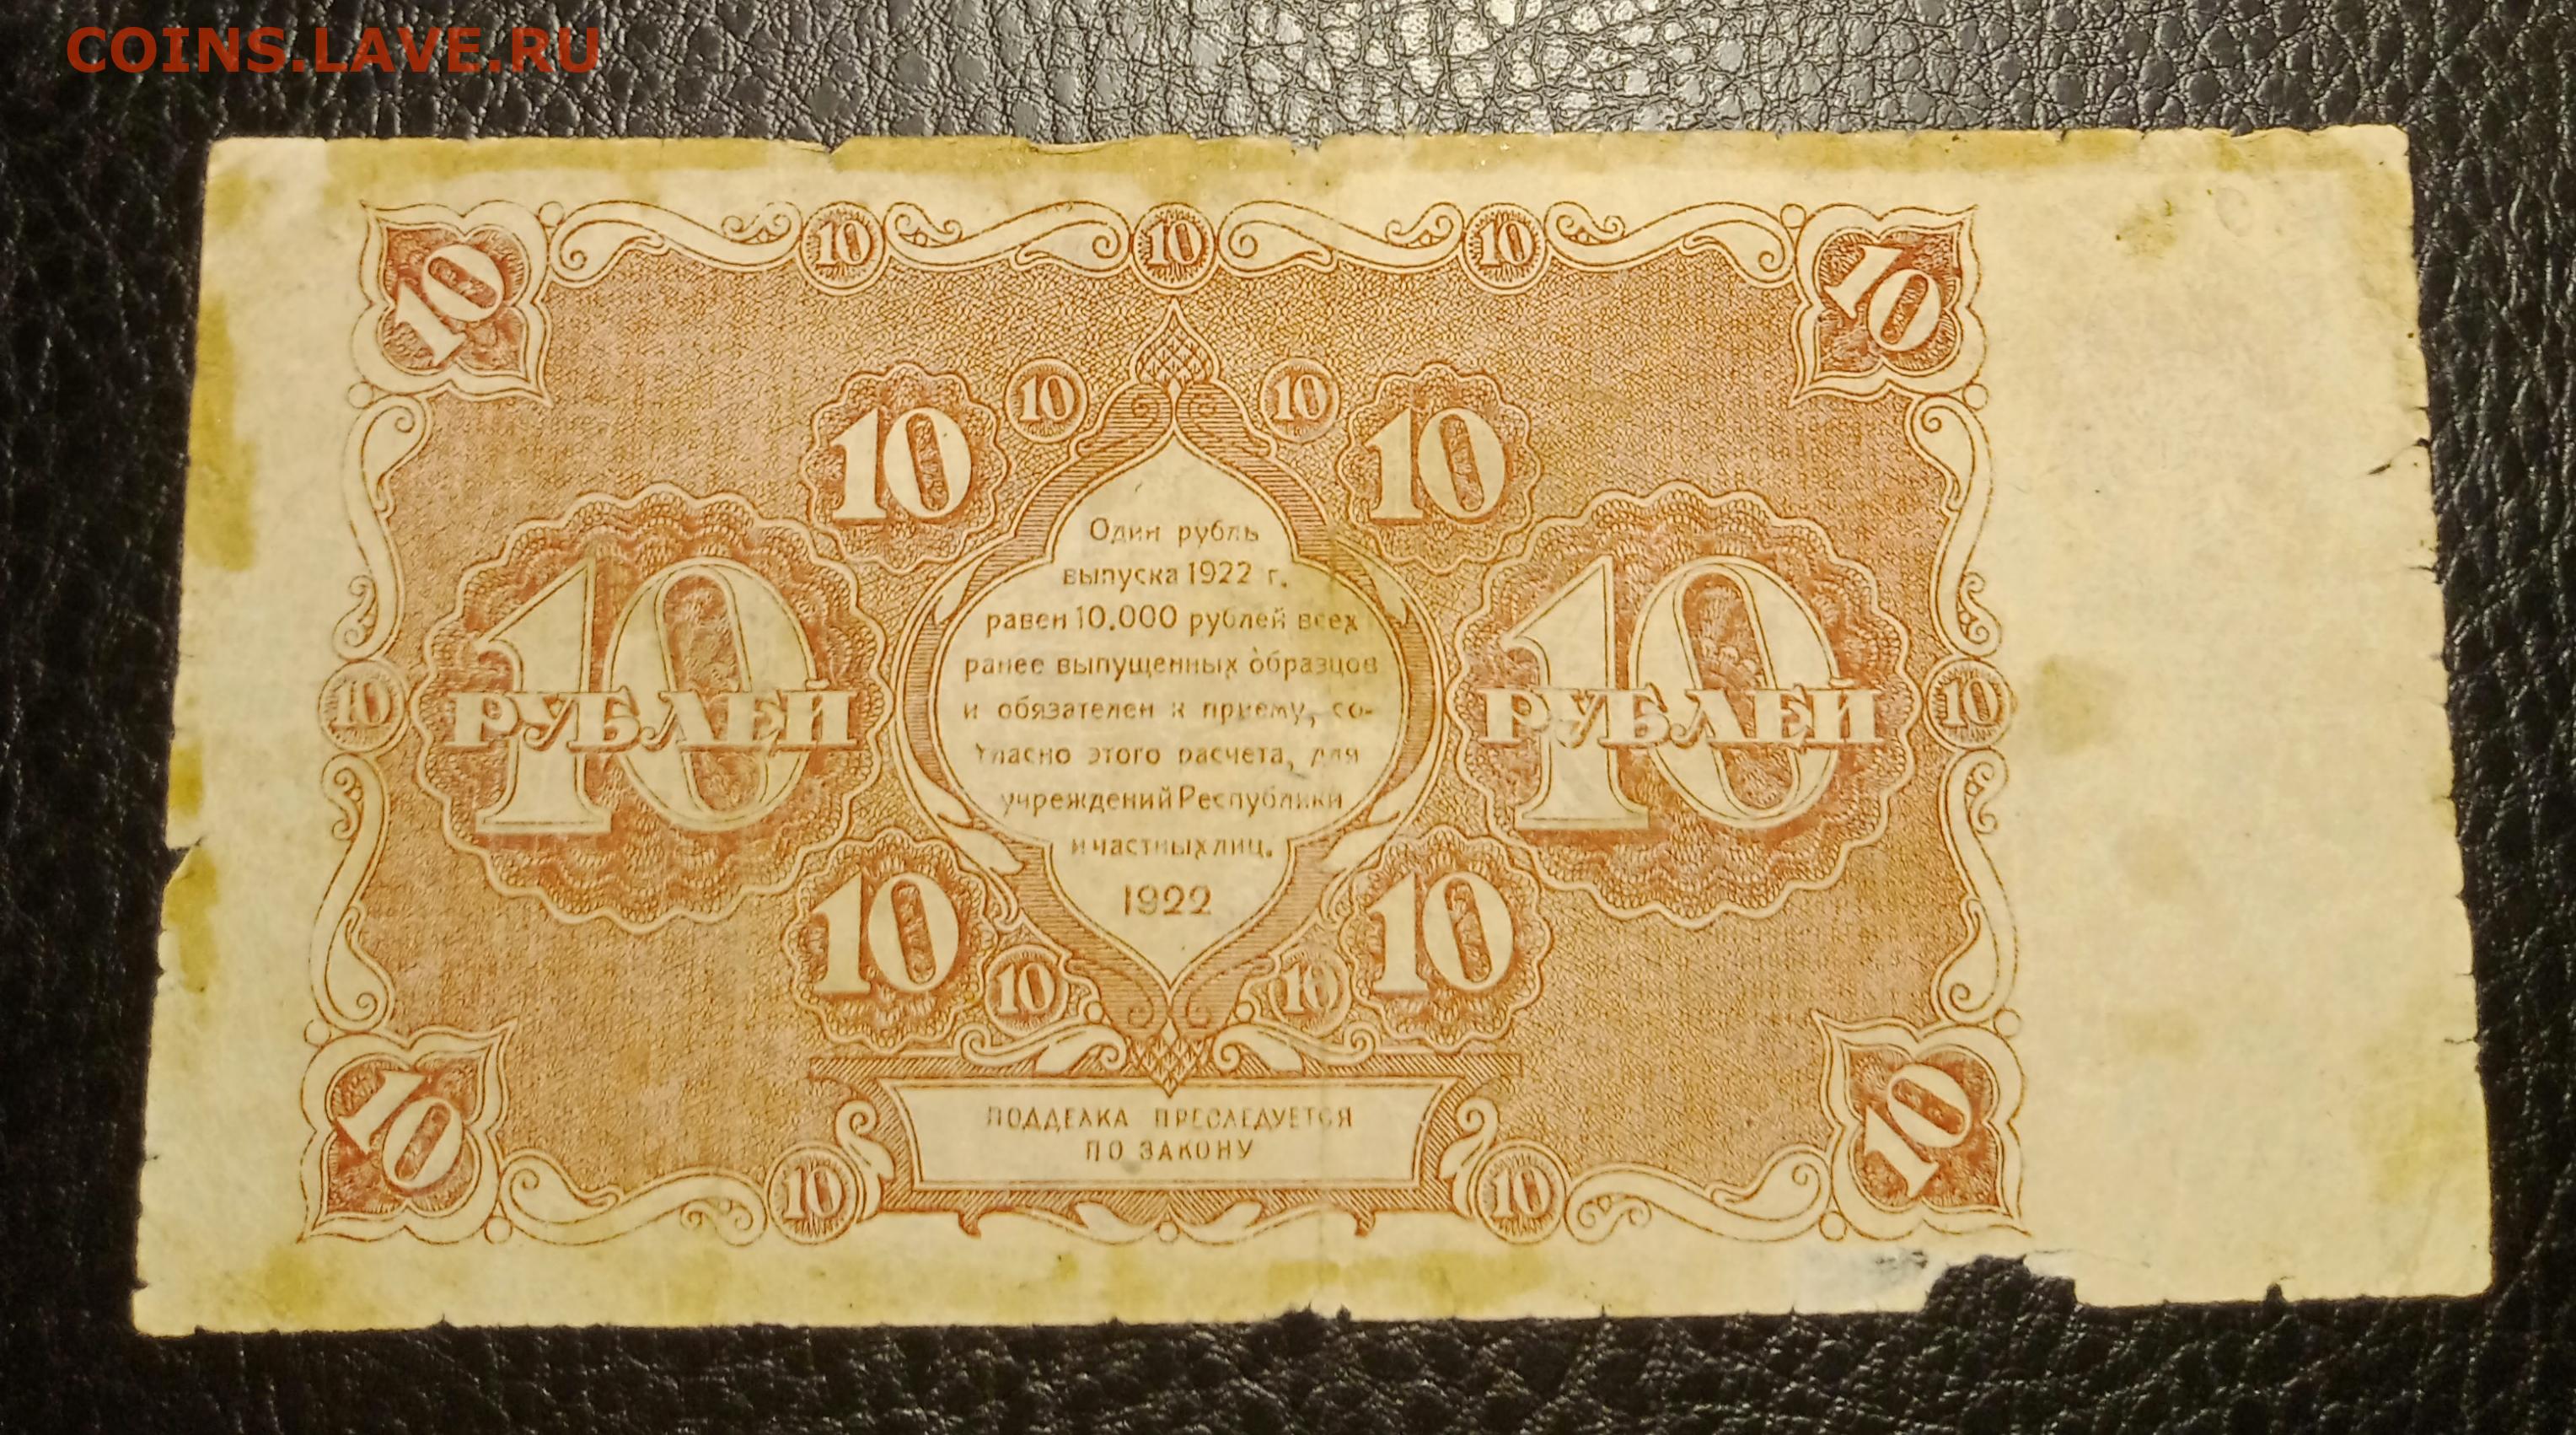 COINS.LAVE.RU
10 10 10 10 10
10 10 10 10
Один рубль
выпуска 1922 г.
равен 10.000 рублей всех
ранее выпущенных образцов
и обязателен к приему, со-
гласно этого расчета, для
учреждений Республики
и частных лиц.
1922
10 РУБЛЕЙ
10 РУБЛЕЙ
10 10
10 10 10 10
ПОДДЕЛКА ПРЕСЛЕДУЕТСЯ
ПО ЗАКОНУ
10 10 10 10